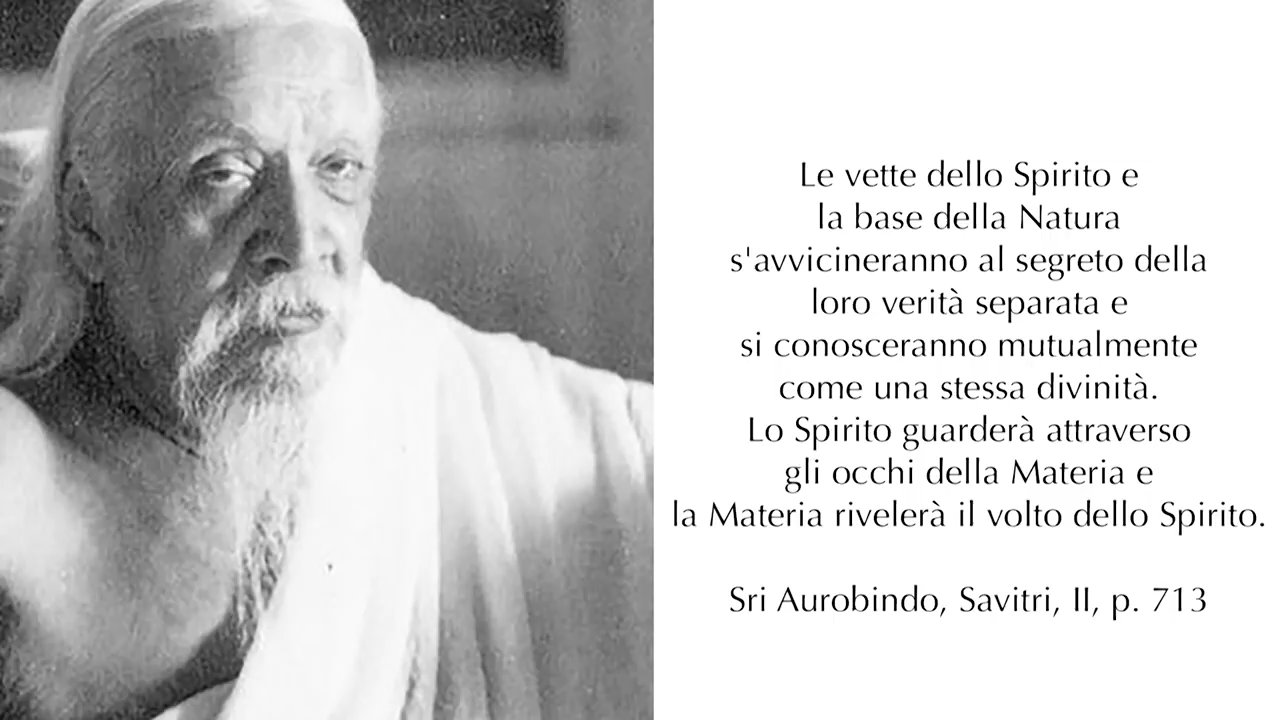 Le vette dello Spirito e
la base della Natura
s'avvicineranno al segreto della
loro verità separata e
si conosceranno mutualmente
come una stessa divinità.
Lo Spirito guarderà attraverso
gli occhi della Materia e
la Materia rivelerà il volto dello Spirito.
Sri Aurobindo, Savitri, II, p. 713